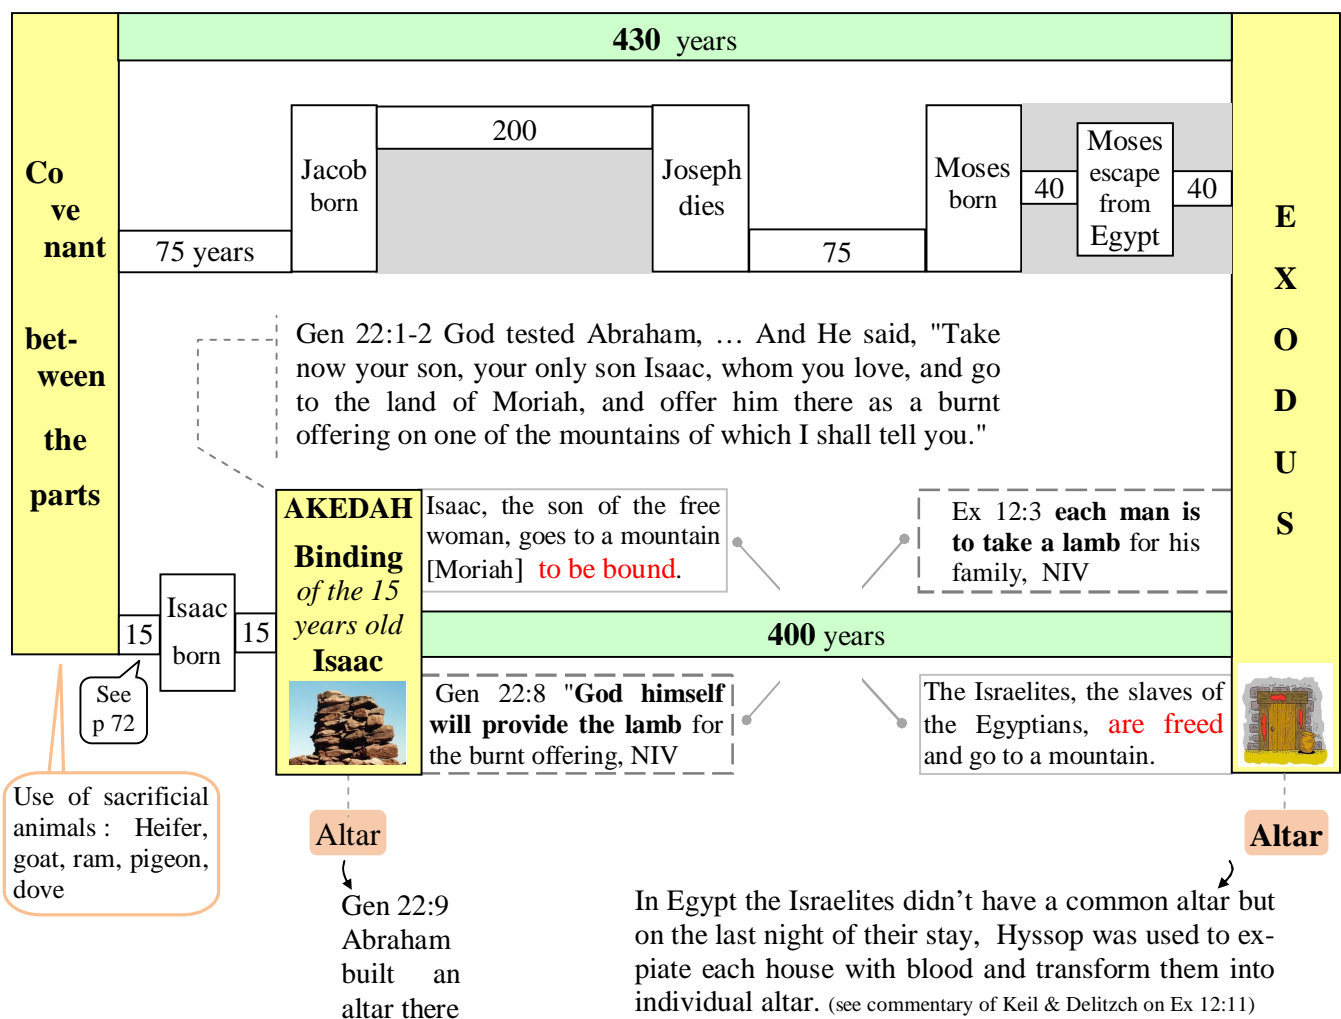 430 years
Co
ve
nant
bet-
ween
the
parts
75 years
Jacob
born
200
Joseph
dies
75
Moses
born
40
Moses
escape
from
Egypt
40
E
X
O
D
U
S
Gen 22:1-2 God tested Abraham, … And He said, "Take
now your son, your only son Isaac, whom you love, and go
to the land of Moriah, and offer him there as a burnt
offering on one of the mountains of which I shall tell you."
15
Isaac
born
15
See
p 72
AKEDAH
Binding
of the 15
years old
Isaac
Isaac, the son of the free
woman, goes to a mountain
[Moriah] to be bound.
Ex 12:3 each man is
to take a lamb for his
family, NIV
400 years
Gen 22:8 "God himself
will provide the lamb for
the burnt offering, NIV
The Israelites, the slaves of
the Egyptians, are freed
and go to a mountain.
Use of sacrificial
animals : Heifer,
goat, ram, pigeon,
dove
Altar
Gen 22:9
Abraham
built an
altar there
Altar
In Egypt the Israelites didn’t have a common altar but
on the last night of their stay, Hyssop was used to ex-
piate each house with blood and transform them into
individual altar. (see commentary of Keil & Delitzch on Ex 12:11)